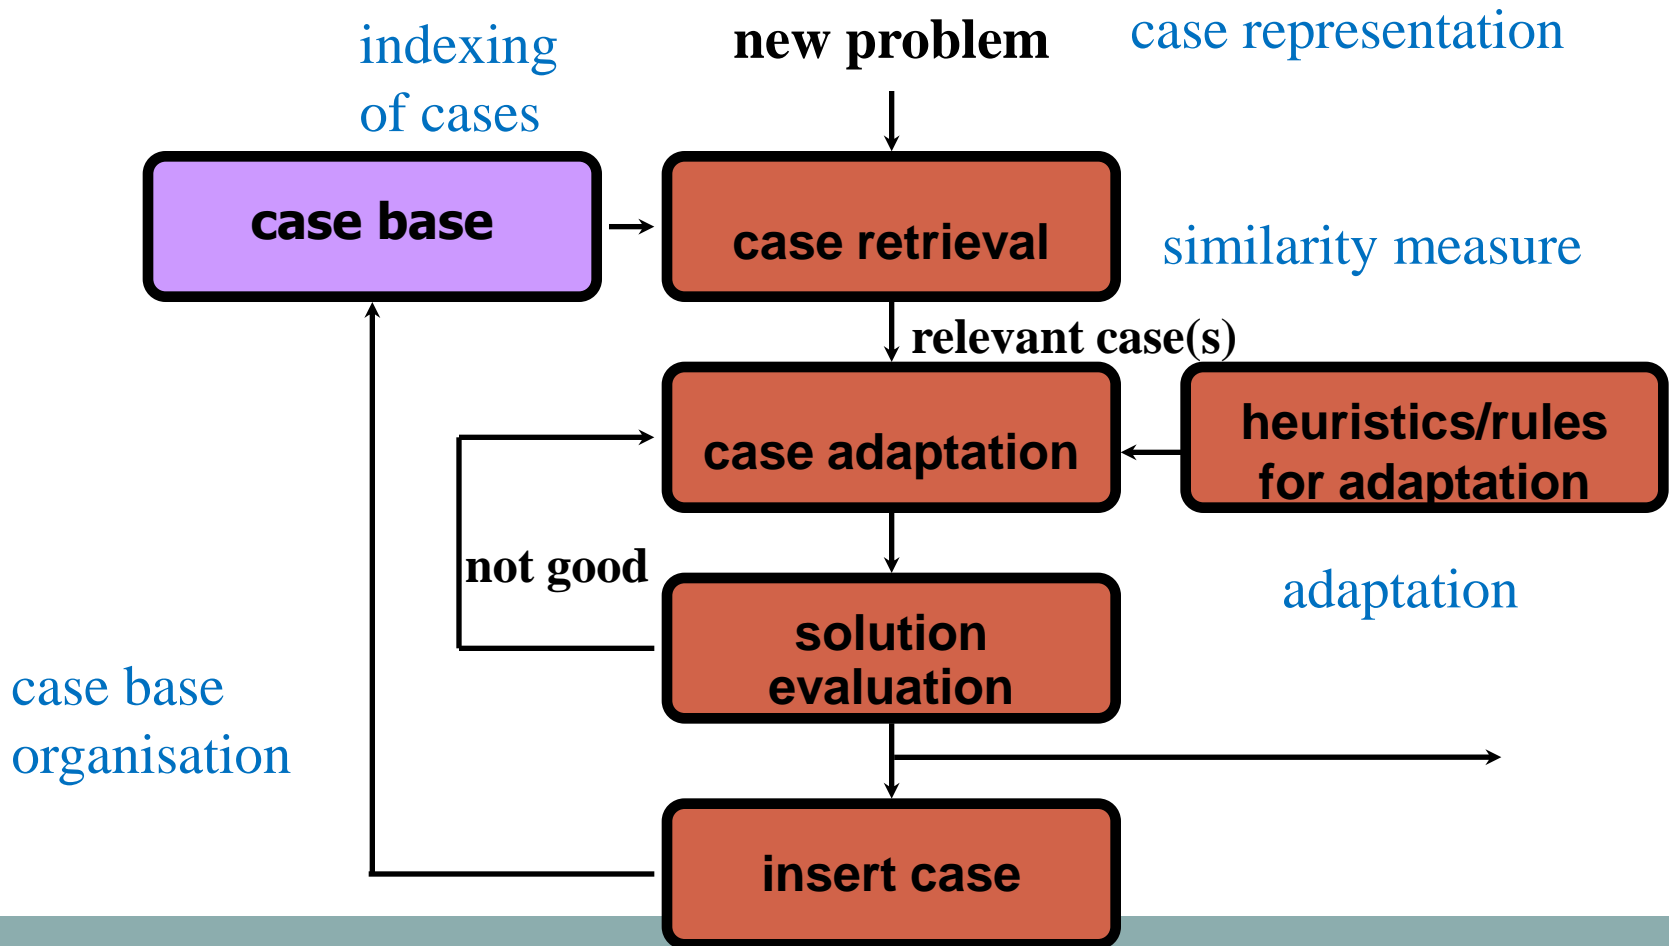 indexing
of cases
new problem
case representation
case base
case retrieval
similarity measure
relevant case(s)
case adaptation
heuristics/rules
for adaptation
not good
adaptation
solution
evaluation
case base
organisation
insert case